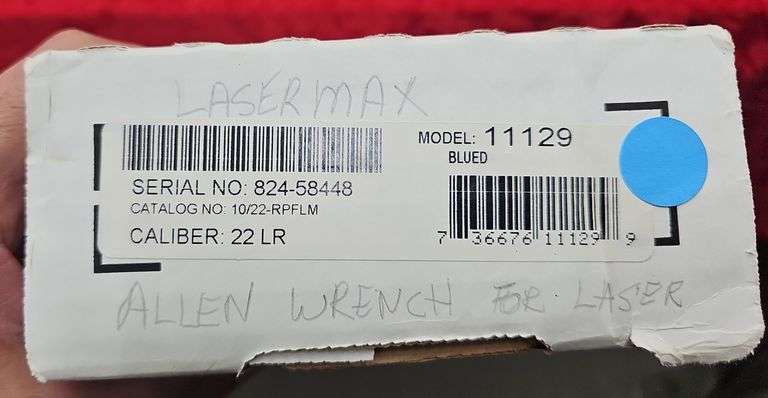 LASERMAX
MODEL: 11129
BLUED
SERIAL NO: 824-58448
CATALOG NO: 10/22-RPFLM
CALIBER: 22 LR
7 36676 11129 9
ALLEN WRENCH FOR LASER